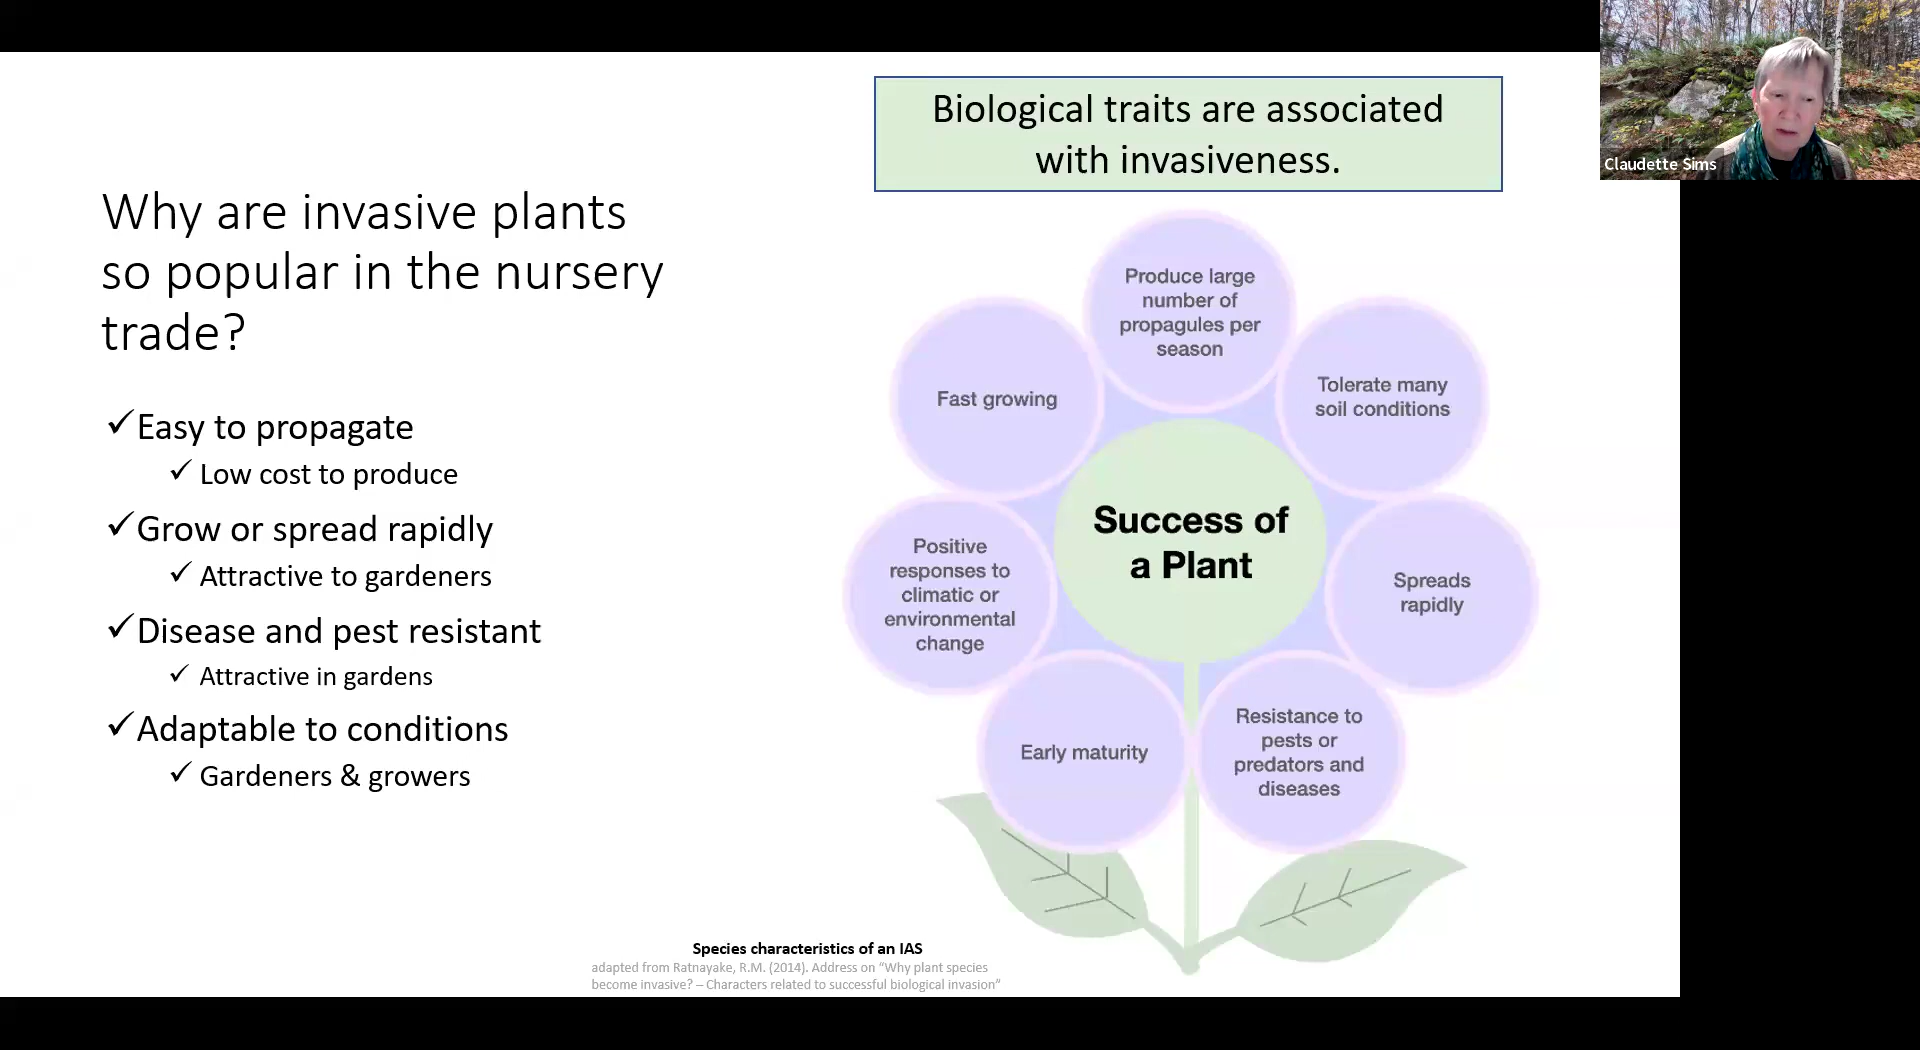 Why are invasive plants
so popular in the nursery
trade?
✓Easy to propagate
✓Low cost to produce
✓Grow or spread rapidly
✓Attractive to gardeners
✓Disease and pest resistant
✓Attractive in gardens
✓Adaptable to conditions
✓Gardeners & growers
Biological traits are associated
with invasiveness.
Produce large
number of
propagules per
season
Tolerate many
soil conditions
Spreads
rapidly
Resistance to
pests or
predators and
diseases
Early maturity
Positive
responses to
climatic or
environmental
change
Fast growing
Success of
a Plant
Species characteristics of an IAS
adapted from Ratnayake, R.M. (2014). Address on “Why plant species
become invasive? – Characters related to successful biological invasion”
Claudette Sims